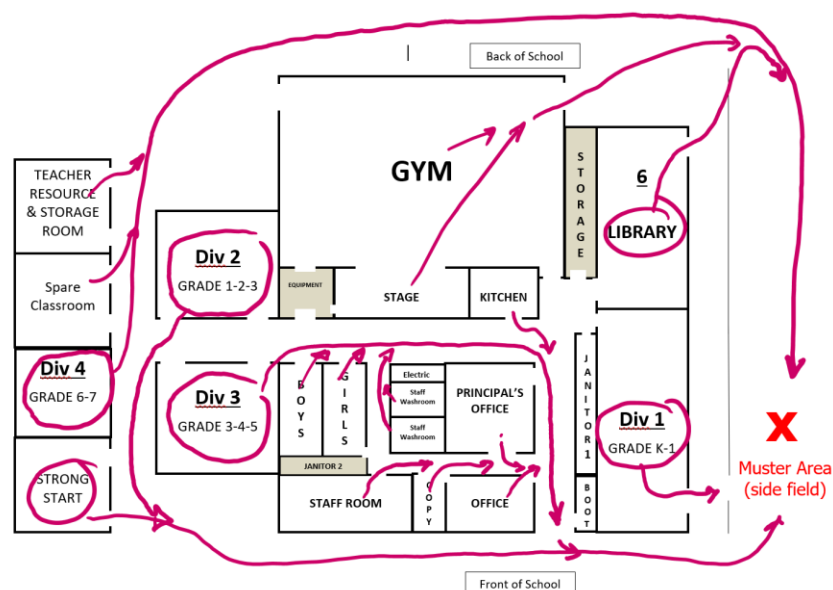 Back of School
TEACHER
RESOURCE
& STORAGE
ROOM
Spare
Classroom
Div 4
GRADE 6-7
STRONG
START
Div 2
GRADE 1-2-3
Div 3
GRADE 3-4-5
GYM
EQUIPMENT
STAGE
KITCHEN
STORAGE
6
LIBRARY
BOYS
GIRLS
Electric
Staff
Washroom
Staff
Washroom
PRINCIPAL'S
OFFICE
JANITOR 2
STAFF ROOM
COPY
OFFICE
JANITOR 1
BOOT
Div 1
GRADE K-1
X
Muster Area
(side field)
Front of School